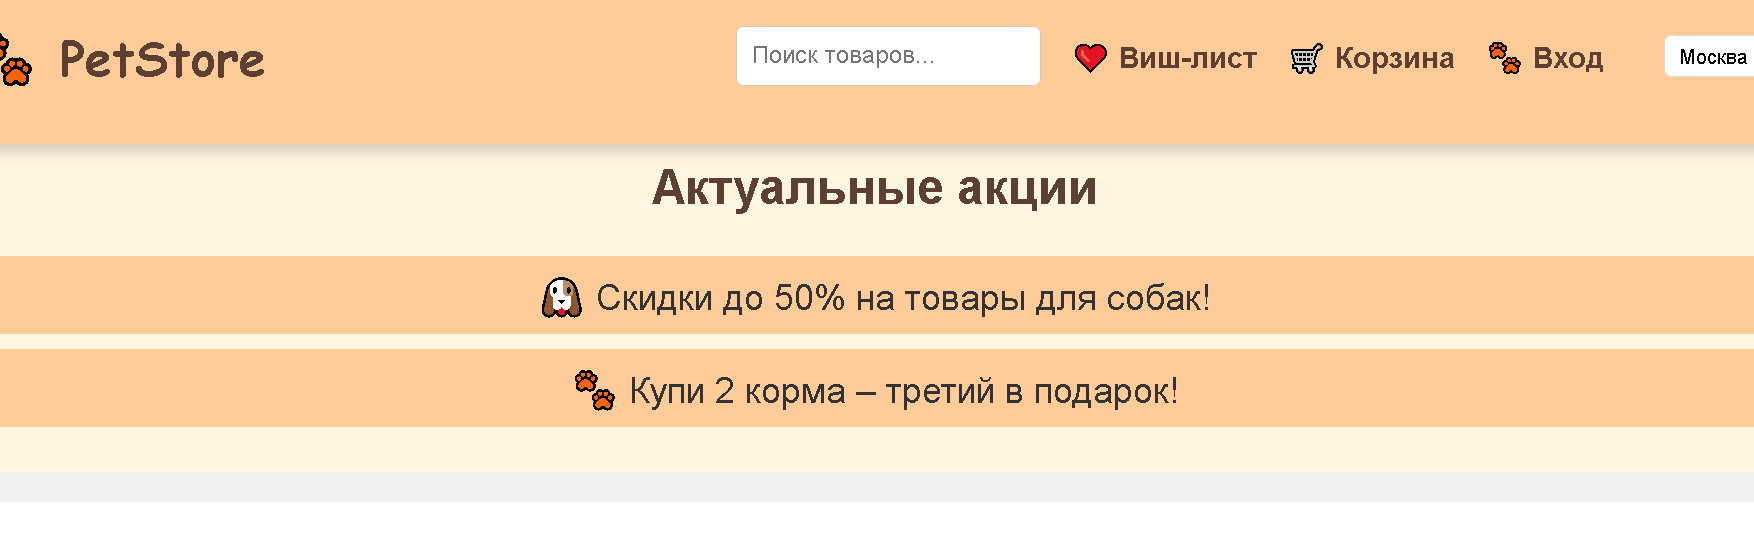 PetStore
Поиск товаров...
Виш-лист
Корзина
Вход
Москва
Актуальные акции
Скидки до 50% на товары для собак!
Купи 2 корма – третий в подарок!